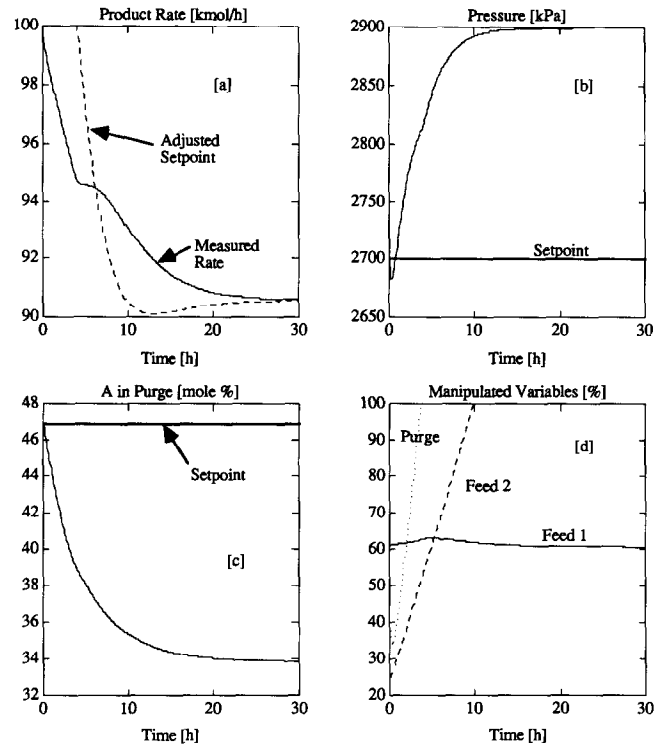 Product Rate [kmol/h]
100
98
96
94
92
90
0
10
20
30
Time [h]
[a]
Adjusted
Setpoint
Measured
Rate
Pressure [kPa]
2900
2850
2800
2750
2700
2650
0
10
20
30
Time [h]
[b]
Setpoint
A in Purge [mole %]
48
46
44
42
40
38
36
34
32
0
10
20
30
Time [h]
Setpoint
[c]
Manipulated Variables [%]
100
90
80
70
60
50
40
30
20
0
10
20
30
Time [h]
Purge
[d]
Feed 2
Feed 1